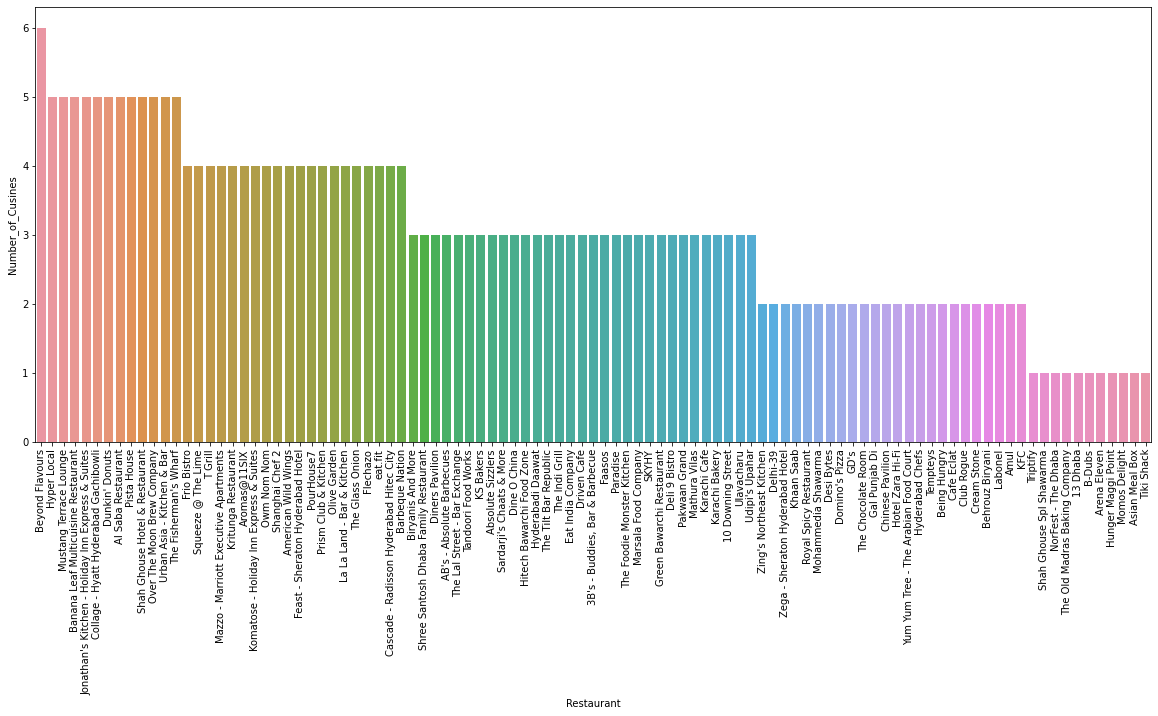 6
5
4
3
2
1
0
Number_of_Cusines
Beyond Flavours
Hyper Local
Mustang Terrace Lounge
Banana Leaf Multicuisine Restaurant
Jonathan's Kitchen - Holiday Inn Express & Suites
Collage - Hyatt Hyderabad Gachibowli
Dunkin' Donuts
Al Saba Restaurant
Pista House
Shah Ghouse Hotel & Restaurant
Over The Moon Brew Company
Urban Asia - Kitchen & Bar
The Fisherman's Wharf
Frio Bistro
Squeeze @ The Lime
T Grill
Mazzo - Marriott Executive Apartments
Kritunga Restaurant
Aromas@11SIX
Komatose - Holiday Inn Express & Suites
Owm Nom Nom
Shanghai Chef 2
American Wild Wings
Feast - Sheraton Hyderabad Hotel
PourHouse7
Prism Club & Kitchen
Olive Garden
La La Land - Bar & Kitchen
The Glass Onion
Flechazo
eat.fit
Cascade - Radisson Hyderabad Hitec City
Barbeque Nation
Biryanis And More
Shree Santosh Dhaba Family Restaurant
Diners Pavilion
AB's - Absolute Barbecues
The Lal Street - Bar Exchange
Tandoori Food Works
KS Bakers
Absolute Sizzlers
Sardarji's Chaats & More
Dine O China
Hitech Bawarchi Food Zone
Hyderabadi Daawat
The Tilt Bar Republic
The Indi Grill
Eat India Company
Driven Cafe
3B's - Buddies, Bar & Barbecue
Faasos
Paradise
The Foodie Monster Kitchen
Marsala Food Company
SKYHY
Green Bawarchi Restaurant
Deli 9 Bistro
Pakwaan Grand
Mathura Vilas
Karachi Cafe
Karachi Bakery
10 Downing Street
Ulavacharu
Udipi's Upahar
Zing's Northeast Kitchen
Dilhi-39
Zega - Sheraton Hyderabad Hotel
Khaan Saab
Royal Spicy Restaurant
Mohammedia Shawarma
Desi Bytes
Domino's Pizza
GD's
The Chocolate Room
Gal Punjab Di
Chinese Pavilion
Hotel Zara Hi-Fi
Yum Yum Tree - The Arabian Food Court
Hyderabad Chefs
Tempteys
Being Hungry
Cafe Eclat
Club Rogue
Cream Stone
Behrouz Biryani
Labonel
Amul
KFC
Triptify
Shah Ghouse Spl Shawarma
NorFest - The Dhaba
The Old Madras Baking Company
13 Dhaba
B-Dubs
Arena Eleven
Hunger Maggi Point
Momos Delight
Asian Meal Box
Tiki Shack
Restaurant